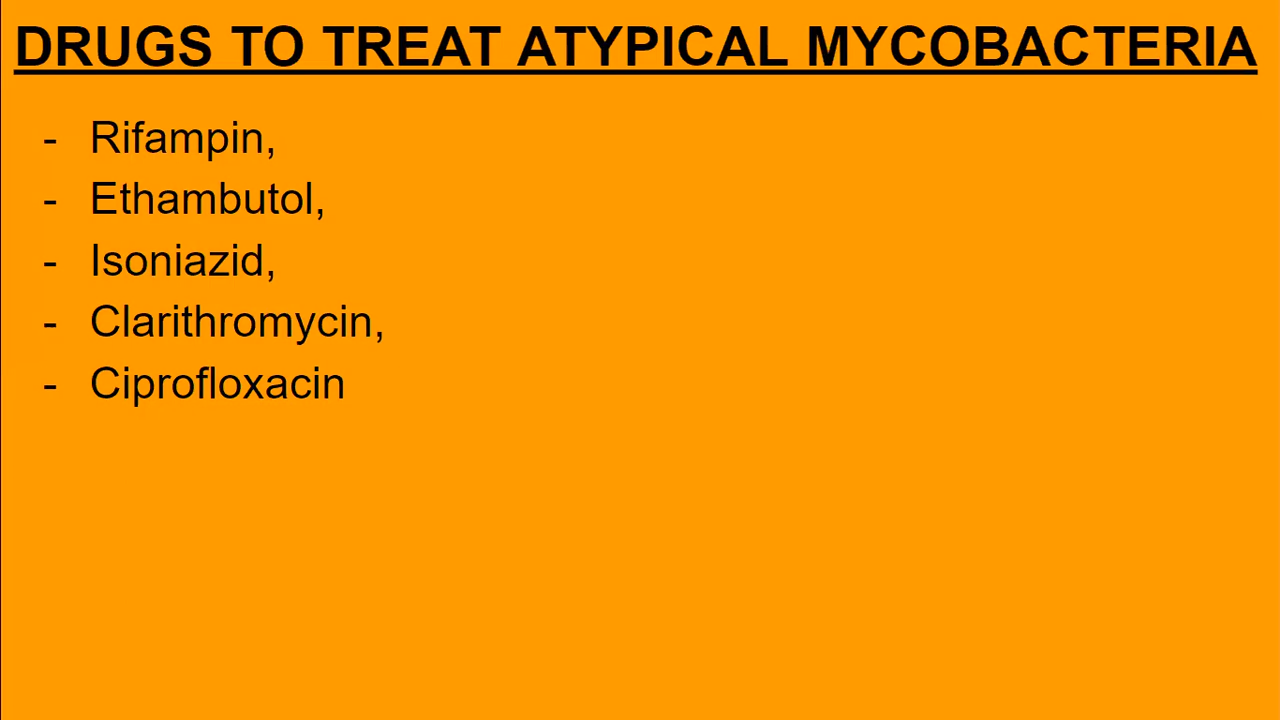 DRUGS TO TREAT ATYPICAL MYCOBACTERIA
- Rifampin,
- Ethambutol,
- Isoniazid,
- Clarithromycin,
- Ciprofloxacin